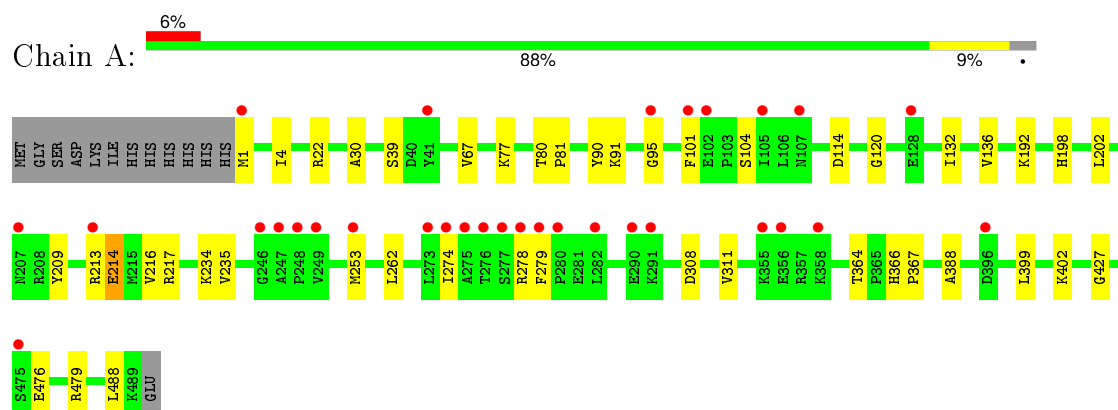 6%
Chain A:
88%
9%
•
MET GLY SER ASP LYS ILE HIS HIS HIS HIS HIS HIS M1 I4 R22 A30 S39 D40 Y41 V67 K77 T80 P81 Y90 K91 G95 F101 E102 P103 S104 I105 L106 N107 D114 G120 E128 I132 V136 K192 H198 L202
N207 R208 Y209 R213 E214 M215 V216 R217 K234 V235 G246 A247 P248 V249 M253 L262 L273 I274 A275 T276 S277 R278 F279 P280 E281 L282 E290 K291 D308 V311 K355 E356 R357 K358 T364 P365 H366 P367 A388 D396 L399 K402 G427
S475 E476 R479 L488 K489 GLU